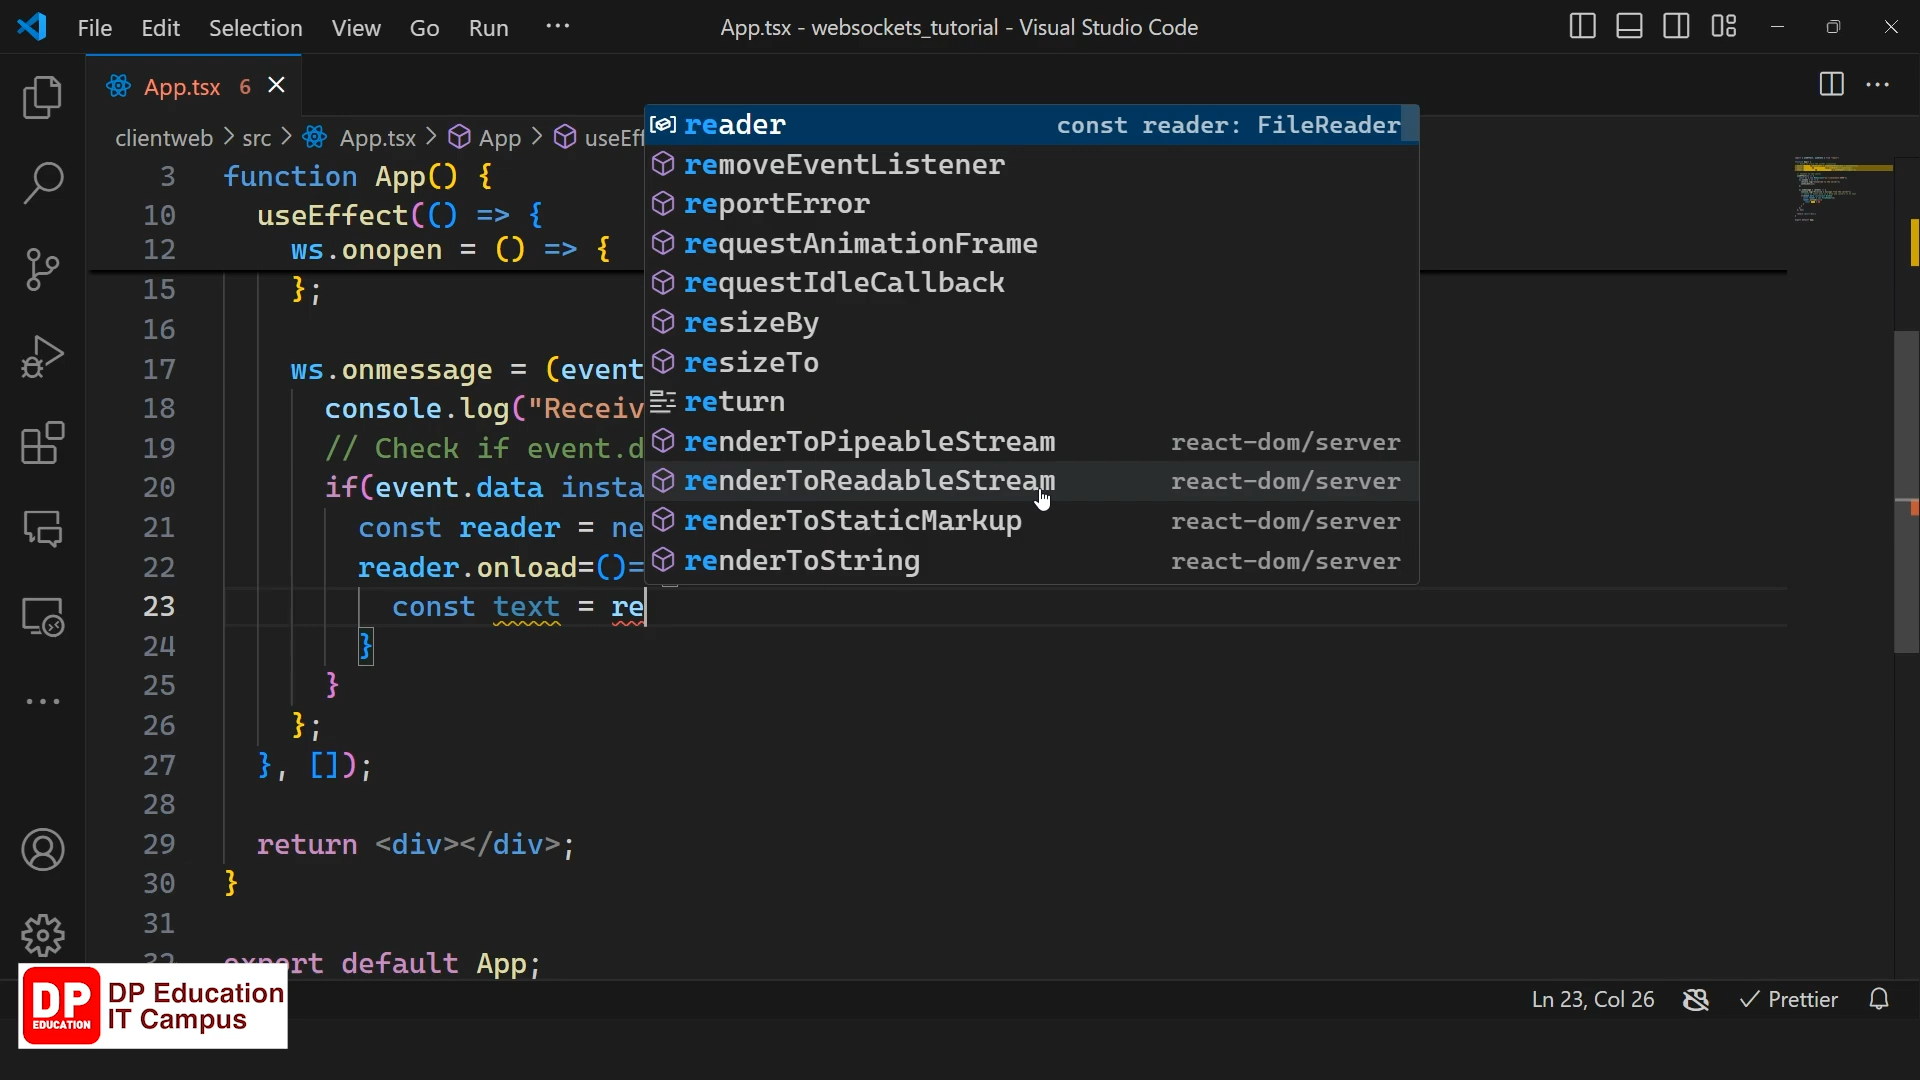 File Edit Selection View Go Run ···
App.tsx - websockets_tutorial - Visual Studio Code
App.tsx 6
clientweb > src > App.tsx > App > useEff
3 function App() {
10 useEffect(() => {
12 ws.onopen = () => {
15 };
16
17 ws.onmessage = (event
18 console.log("Receiv
19 // Check if event.d
20 if(event.data insta
21 const reader = ne
22 reader.onload=()=
23 const text = re
24 }
25 }
26 };
27 }, []);
28
29 return <div></div>;
30 }
31
32 export default App;
reader const reader: FileReader
removeEventListener
reportError
requestAnimationFrame
requestIdleCallback
resizeBy
resizeTo
return
renderToPipeableStream react-dom/server
renderToReadableStream react-dom/server
renderToStaticMarkup react-dom/server
renderToString react-dom/server
DP EDUCATION
DP Education
IT Campus
Ln 23, Col 26
Prettier